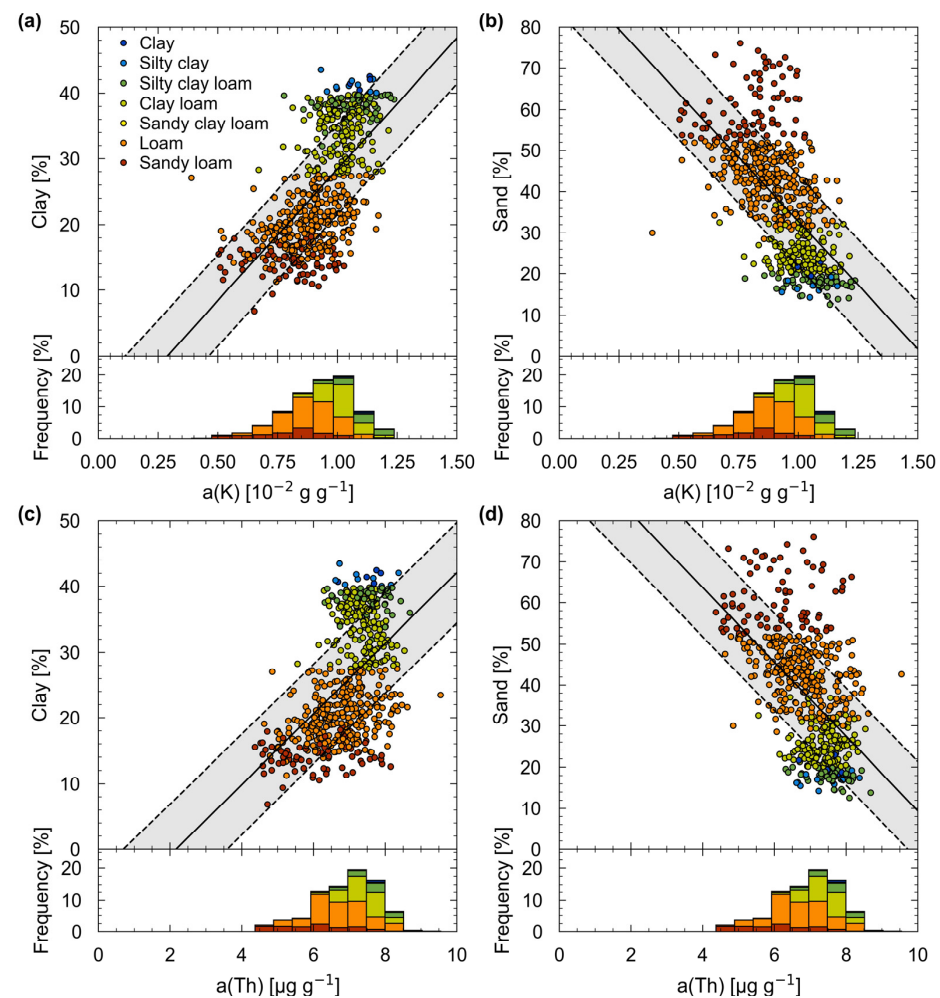 (a)
(b)
50
40
30
20
10
0
Clay [%]
Clay
Silty clay
Silty clay loam
Clay loam
Sandy clay loam
Loam
Sandy loam
80
70
60
50
40
30
20
10
0
Sand [%]
20
10
0
Frequency [%]
0.00 0.25 0.50 0.75 1.00 1.25 1.50
a(K) [10⁻² g g⁻¹]
20
10
0
Frequency [%]
0.00 0.25 0.50 0.75 1.00 1.25 1.50
a(K) [10⁻² g g⁻¹]
(c)
(d)
50
40
30
20
10
0
Clay [%]
80
70
60
50
40
30
20
10
0
Sand [%]
20
10
0
Frequency [%]
0 2 4 6 8 10
a(Th) [µg g⁻¹]
20
10
0
Frequency [%]
0 2 4 6 8 10
a(Th) [µg g⁻¹]